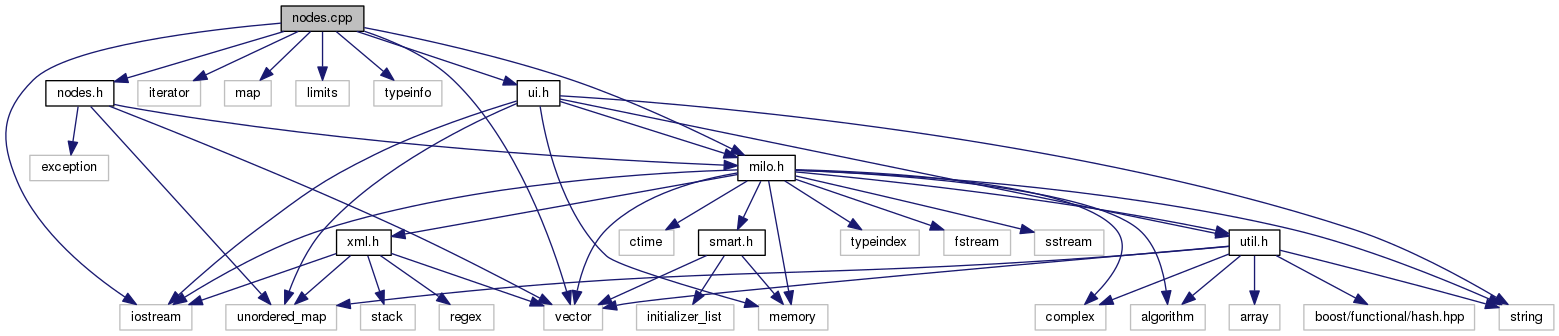 nodes.cpp
nodes.h
iterator
map
limits
typeinfo
ui.h
exception
milo.h
xml.h
ctime
smart.h
typeindex
fstream
sstream
util.h
iostream
unordered_map
stack
regex
vector
initializer_list
memory
complex
algorithm
array
boost/functional/hash.hpp
string